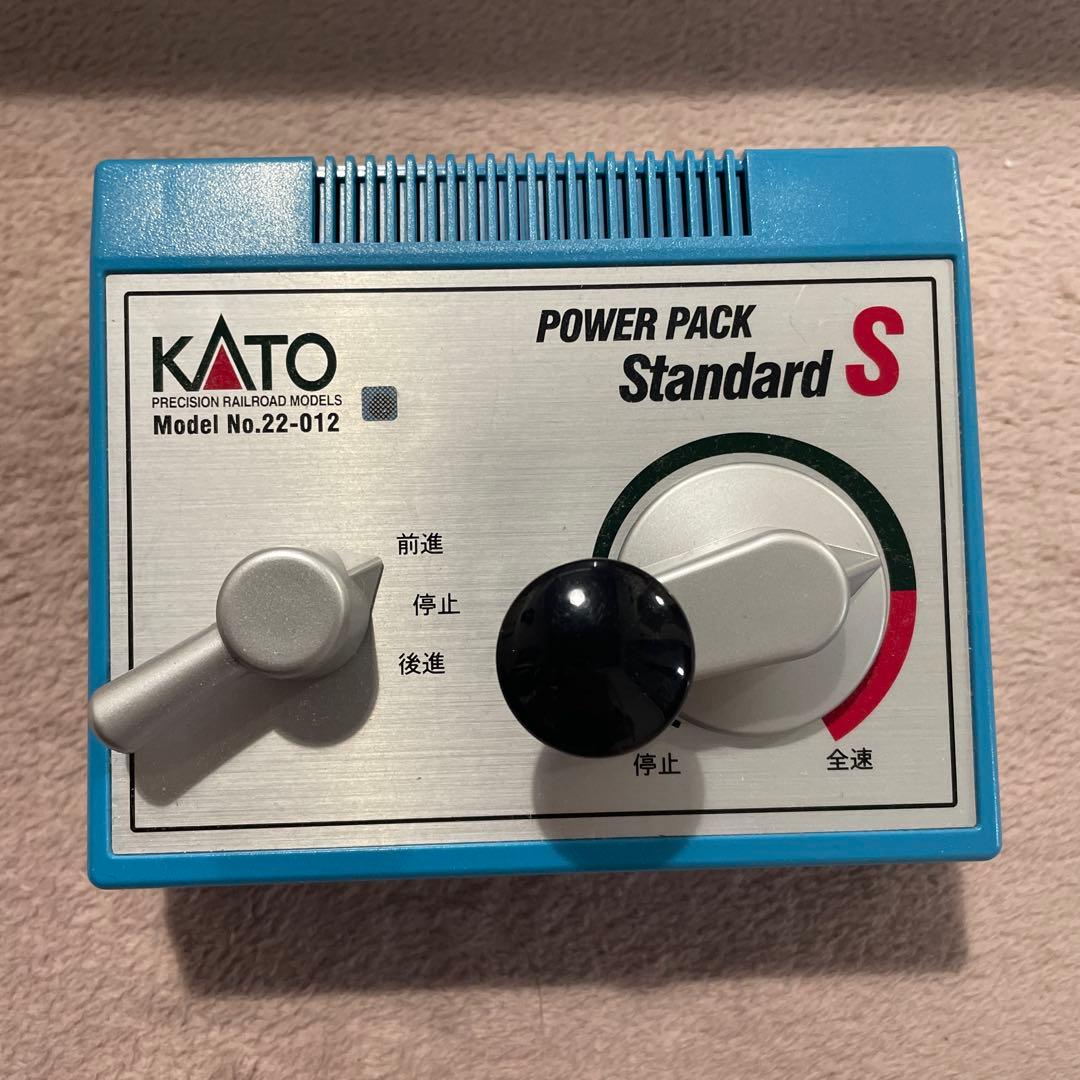 KATO
PRECISION RAILROAD MODELS
Model No.22-012
POWER PACK
Standard S
前進
停止
後進
停止
全速